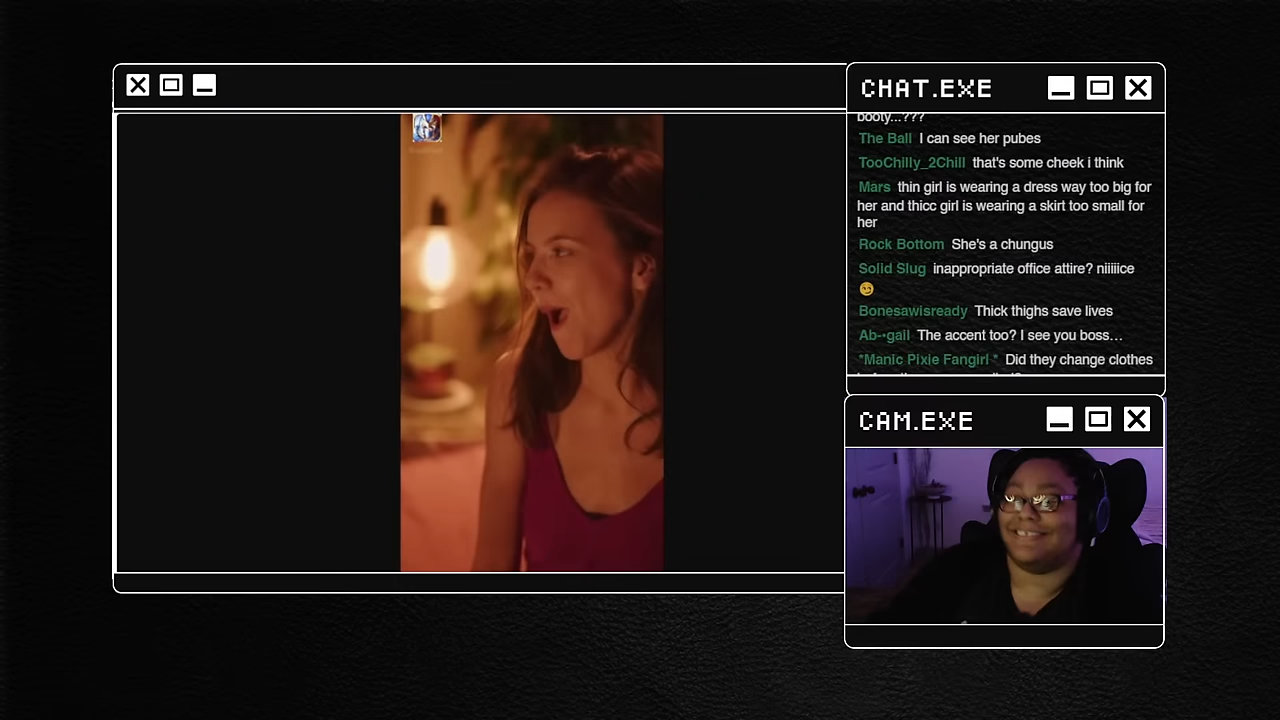 CHAT.EXE
booty...???
The Ball I can see her pubes
TooChilly_2Chill that's some cheek i think
Mars thin girl is wearing a dress way too big for
her and thicc girl is wearing a skirt too small for
her
Rock Bottom She's a chungus
Solid Slug inappropriate office attire? niiiiice
😏
Bonesawisready Thick thighs save lives
Ab-•gail The accent too? I see you boss...
*Manic Pixie Fangirl * Did they change clothes
CAM.EXE